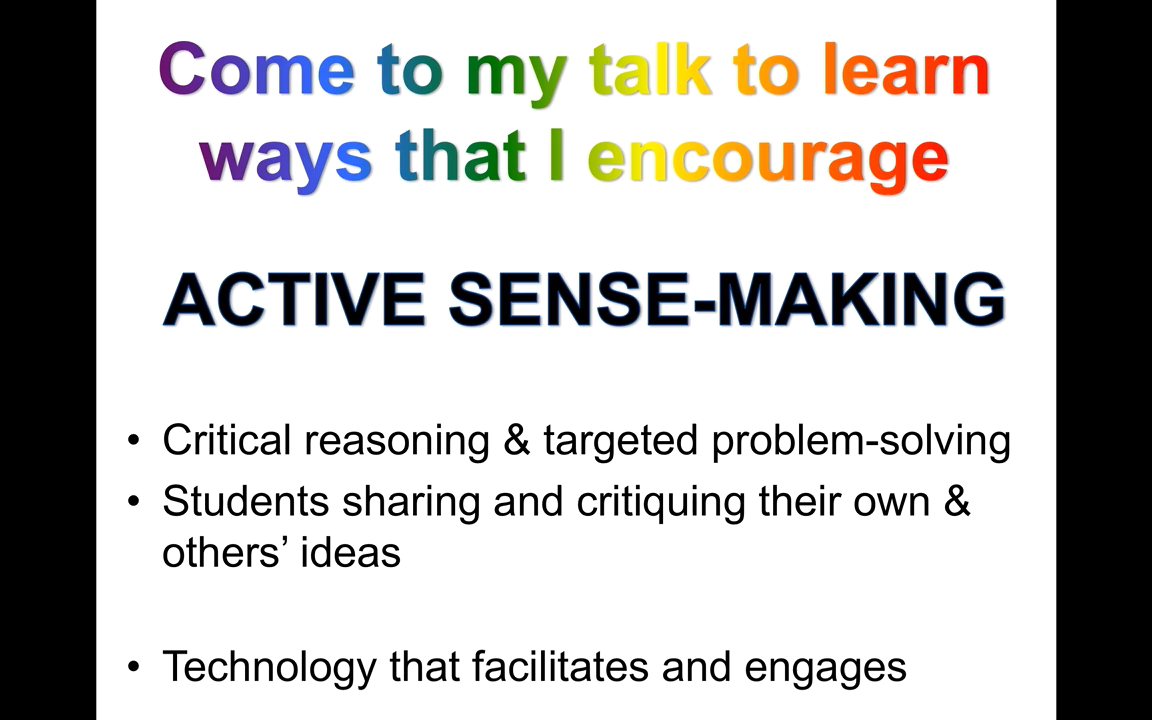 Come to my talk to learn
ways that I encourage
ACTIVE SENSE-MAKING
• Critical reasoning & targeted problem-solving
• Students sharing and critiquing their own &
others’ ideas
• Technology that facilitates and engages